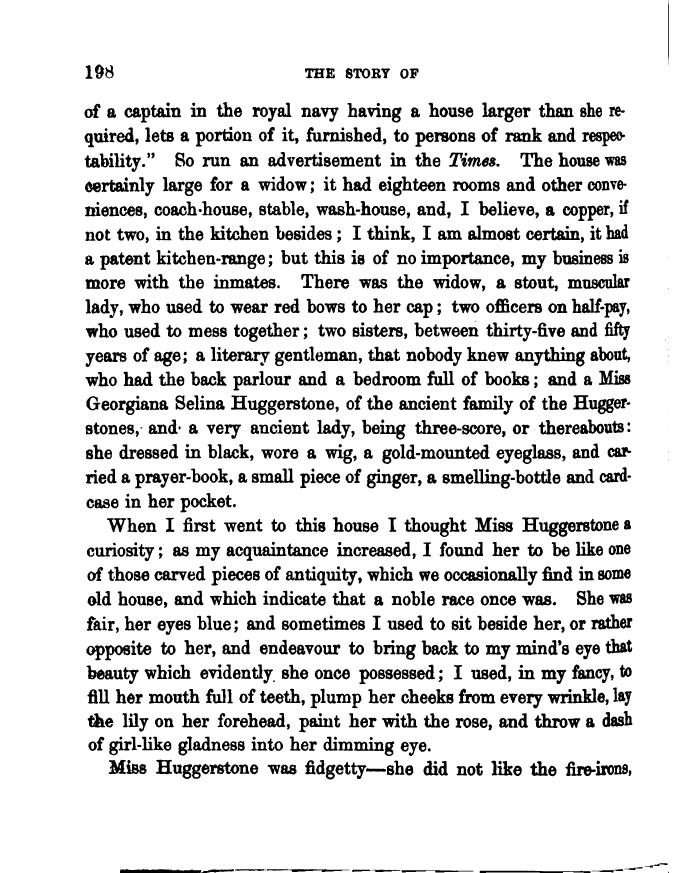 198 THE STORY OF
of a captain in the royal navy having a house larger than she re-
quired, lets a portion of it, furnished, to persons of rank and respec-
tability." So run an advertisement in the Times. The house was
certainly large for a widow; it had eighteen rooms and other conve-
niences, coach-house, stable, wash-house, and, I believe, a copper, if
not two, in the kitchen besides; I think, I am almost certain, it had
a patent kitchen-range; but this is of no importance, my business is
more with the inmates. There was the widow, a stout, muscular
lady, who used to wear red bows to her cap; two officers on half-pay,
who used to mess together; two sisters, between thirty-five and fifty
years of age; a literary gentleman, that nobody knew anything about,
who had the back parlour and a bedroom full of books; and a Miss
Georgiana Selina Huggerstone, of the ancient family of the Hugger-
stones, and a very ancient lady, being three-score, or thereabouts:
she dressed in black, wore a wig, a gold-mounted eyeglass, and car-
ried a prayer-book, a small piece of ginger, a smelling-bottle and card-
case in her pocket.
When I first went to this house I thought Miss Huggerstone a
curiosity; as my acquaintance increased, I found her to be like one
of those carved pieces of antiquity, which we occasionally find in some
old house, and which indicate that a noble race once was. She was
fair, her eyes blue; and sometimes I used to sit beside her, or rather
opposite to her, and endeavour to bring back to my mind's eye that
beauty which evidently she once possessed; I used, in my fancy, to
fill her mouth full of teeth, plump her cheeks from every wrinkle, lay
the lily on her forehead, paint her with the rose, and throw a dash
of girl-like gladness into her dimming eye.
Miss Huggerstone was fidgetty—she did not like the fire-irons,